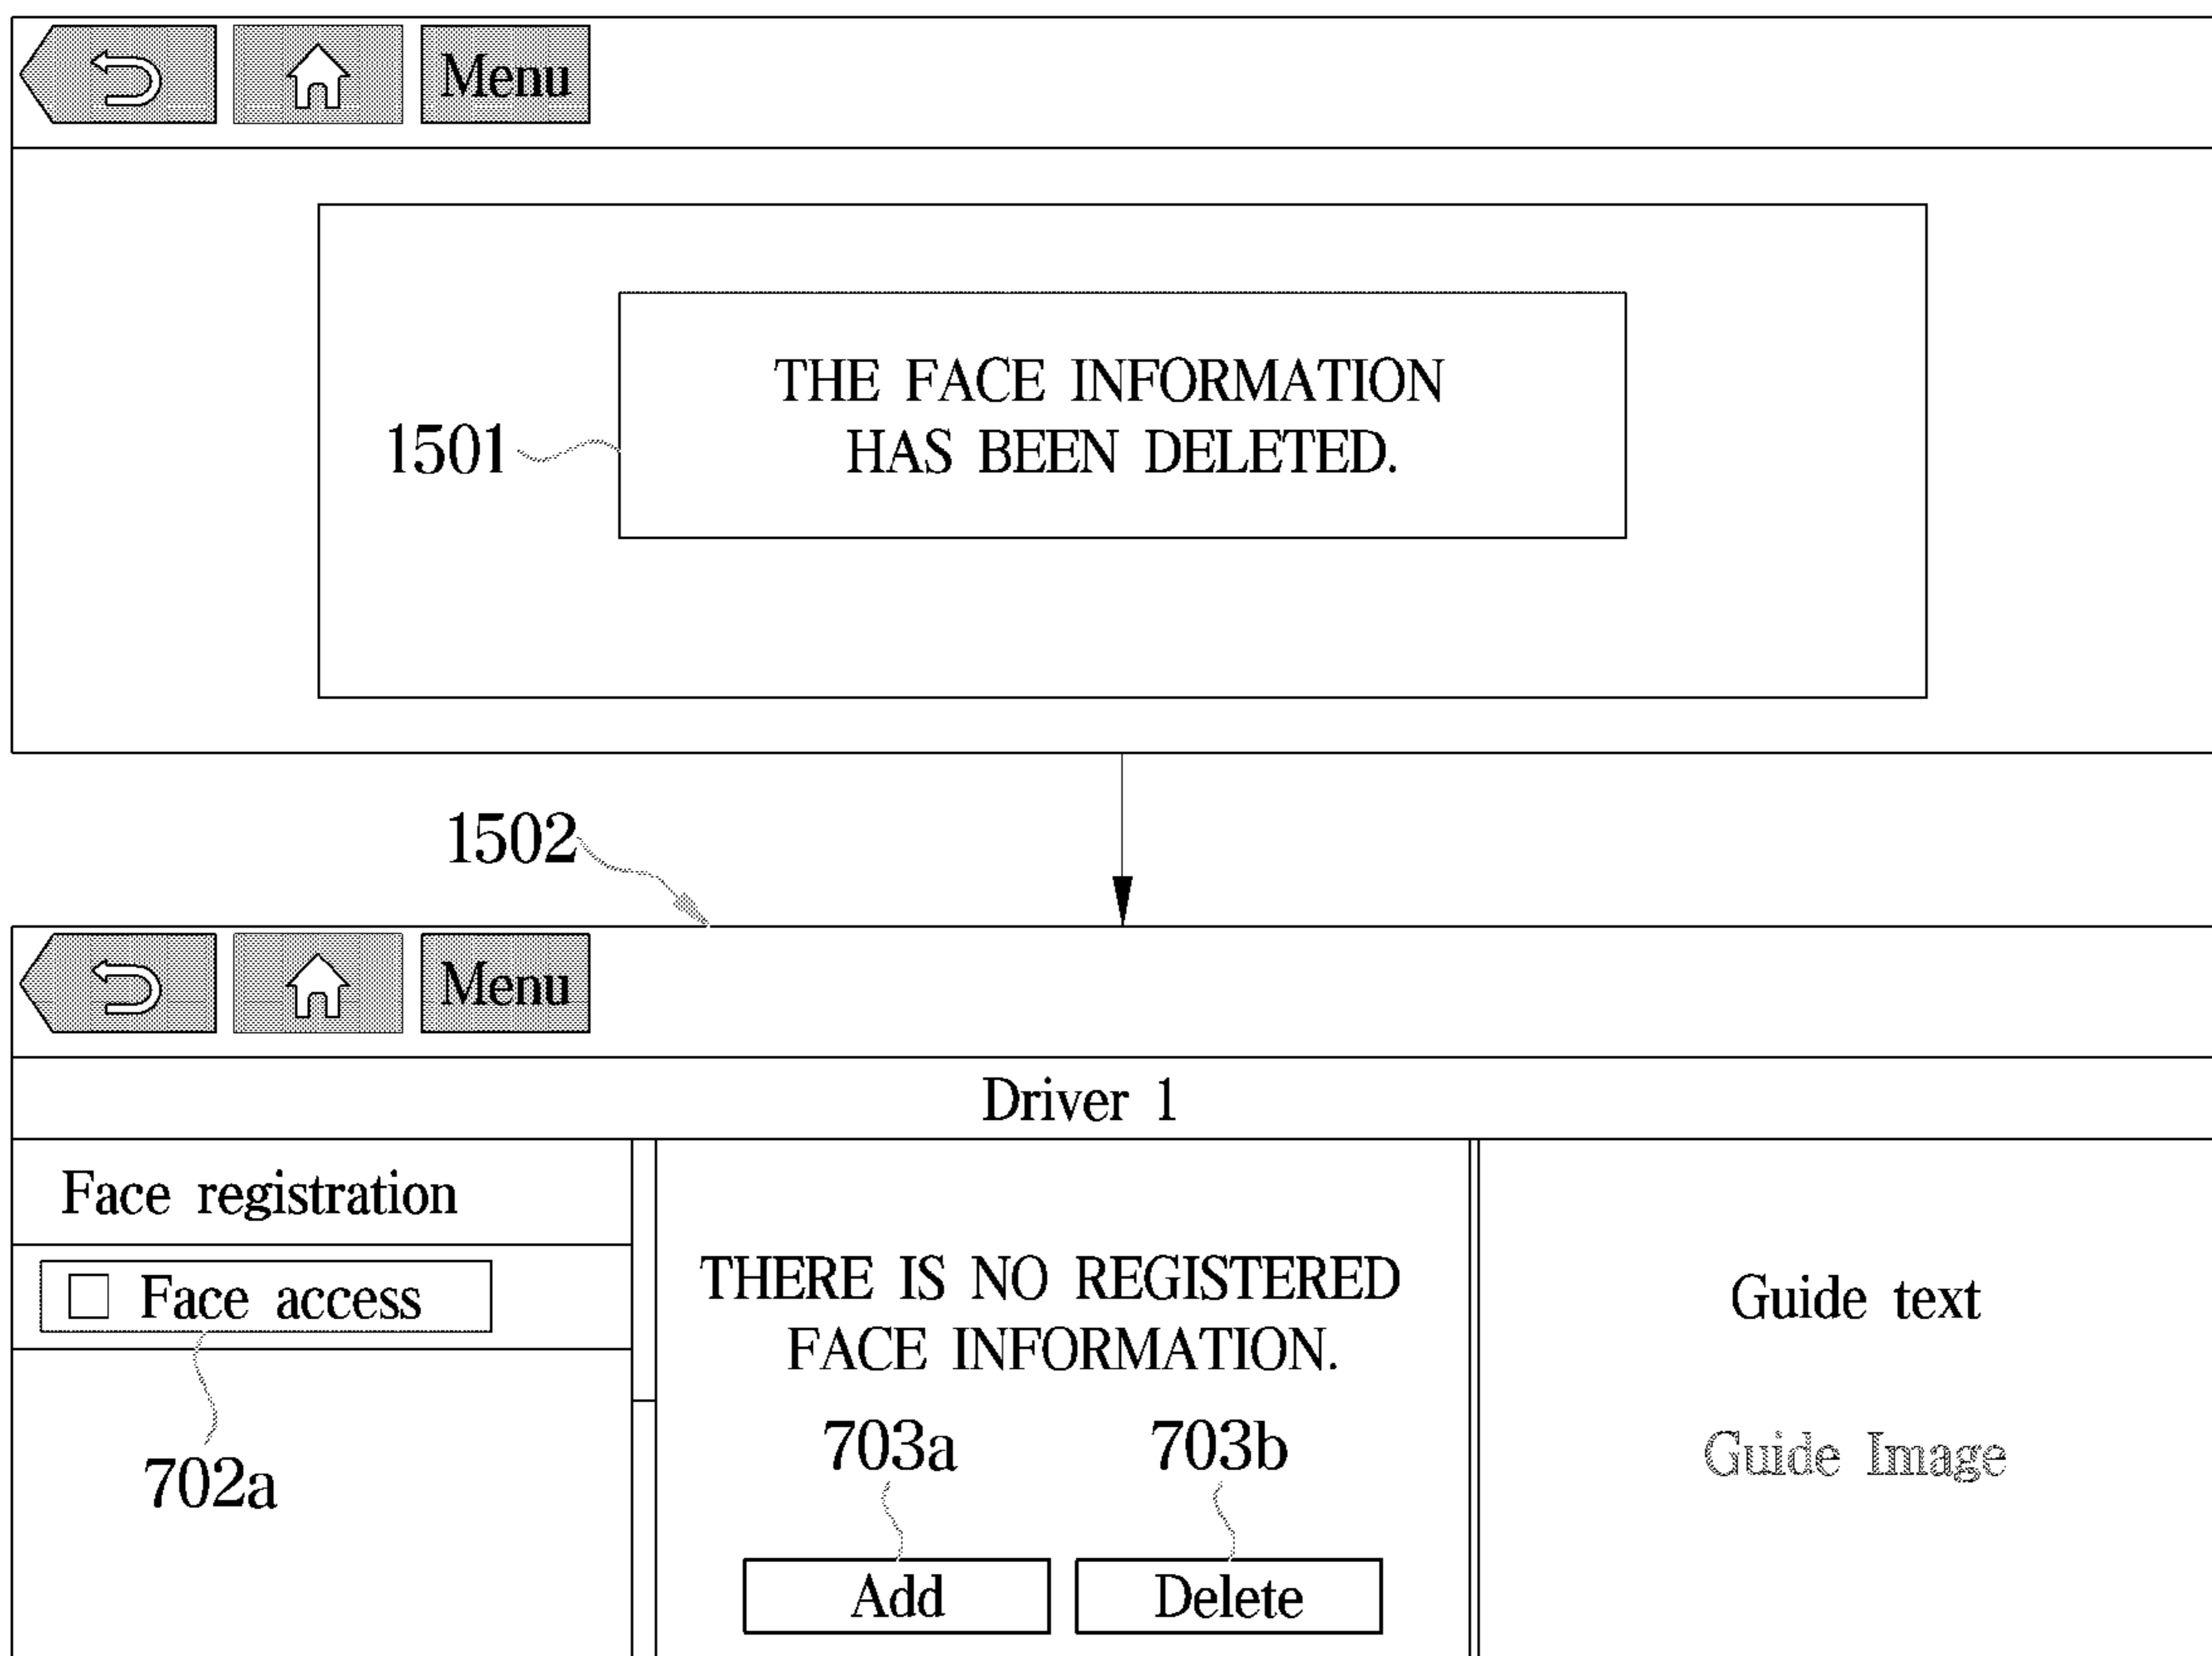 Menu
THE FACE INFORMATION
1501
HAS BEEN DELETED.
1502
Menu
Driver 1
Face registration
Face access
702a
THERE IS NO REGISTERED
FACE INFORMATION.
703a 703b
Add Delete
Guide text
Guide Image